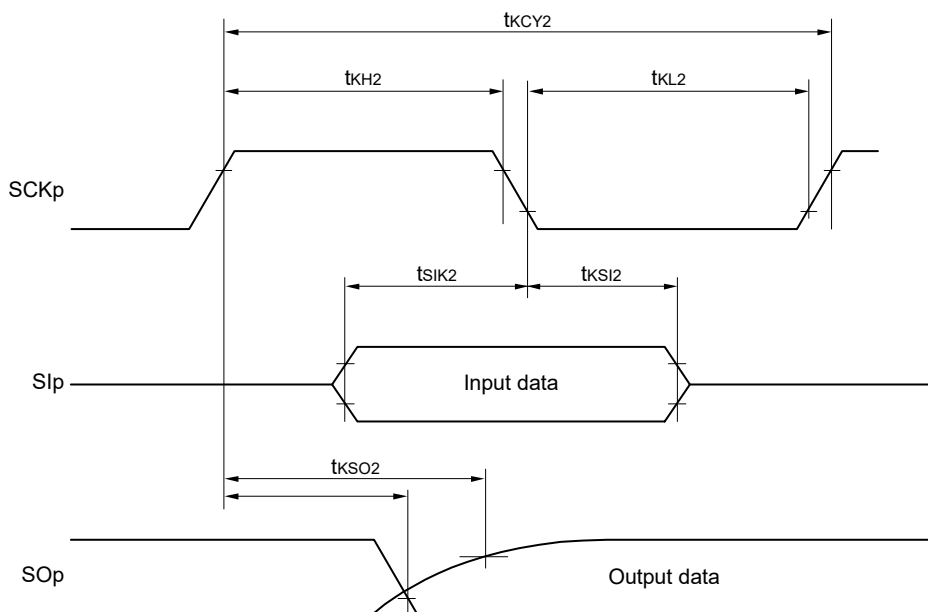 tKCY2
tKH2
tKL2
SCKp
tSIK2
tKSI2
SIp
Input data
tKSO2
SOp
Output data